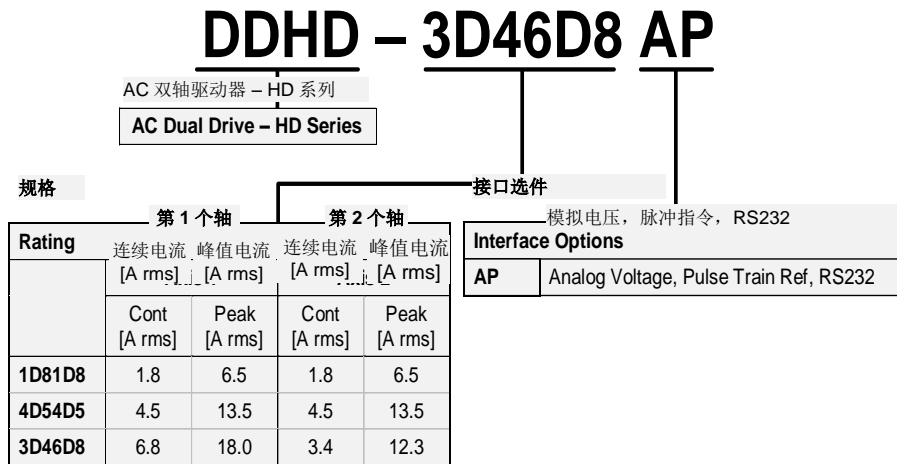 DDHD – 3D46D8 AP
AC 双轴驱动器 – HD 系列
AC Dual Drive – HD Series
规格
第 1 个轴
第 2 个轴
Rating
连续电流 [A rms]
峰值电流 [A rms]
连续电流 [A rms]
峰值电流 [A rms]
Cont [A rms]
Peak [A rms]
Cont [A rms]
Peak [A rms]
1D81D8 1.8 6.5 1.8 6.5
4D54D5 4.5 13.5 4.5 13.5
3D46D8 6.8 18.0 3.4 12.3
接口选件
模拟电压，脉冲指令，RS232
Interface Options
AP Analog Voltage, Pulse Train Ref, RS232